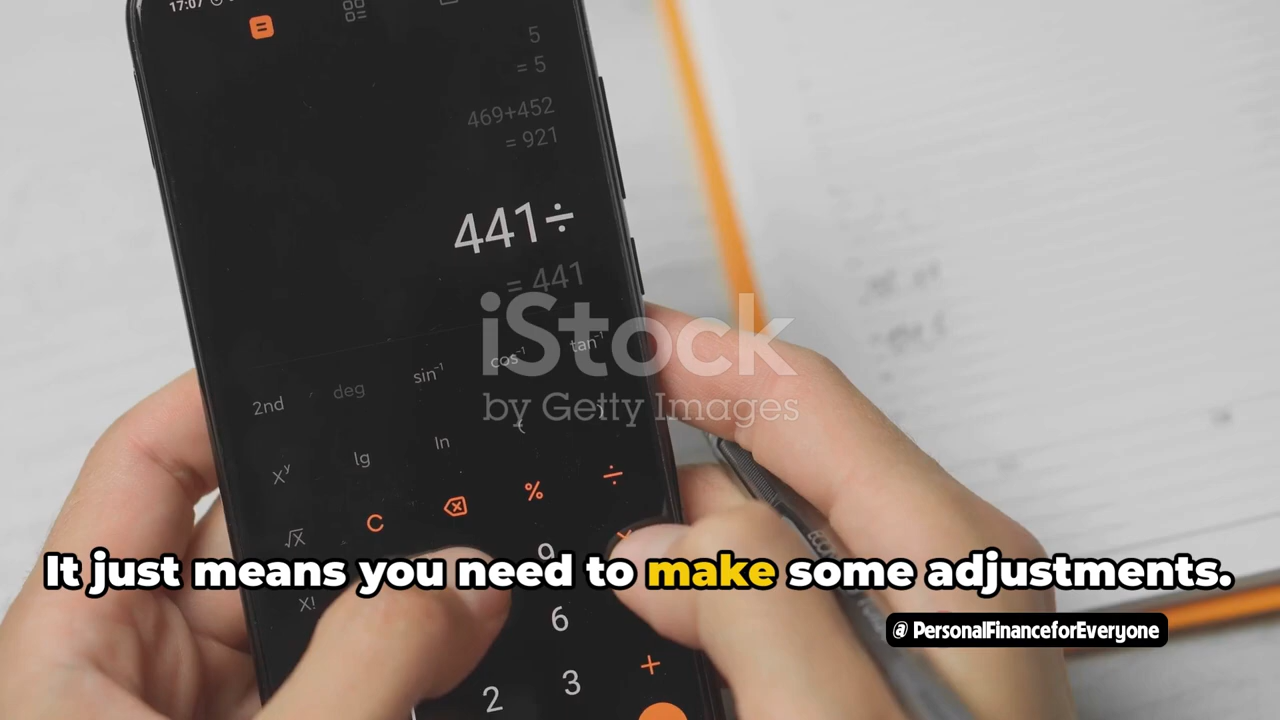 17:07
5
= 5
469+452
= 921
441÷
= 441
iStock
by Getty Images
2nd deg sin⁻¹ cos⁻¹ tan⁻¹
xʸ lg ln ( )
√x C % ÷
x! 9 ×
6
2 3 +
It just means you need to make some adjustments.
@ PersonalFinanceforEveryone